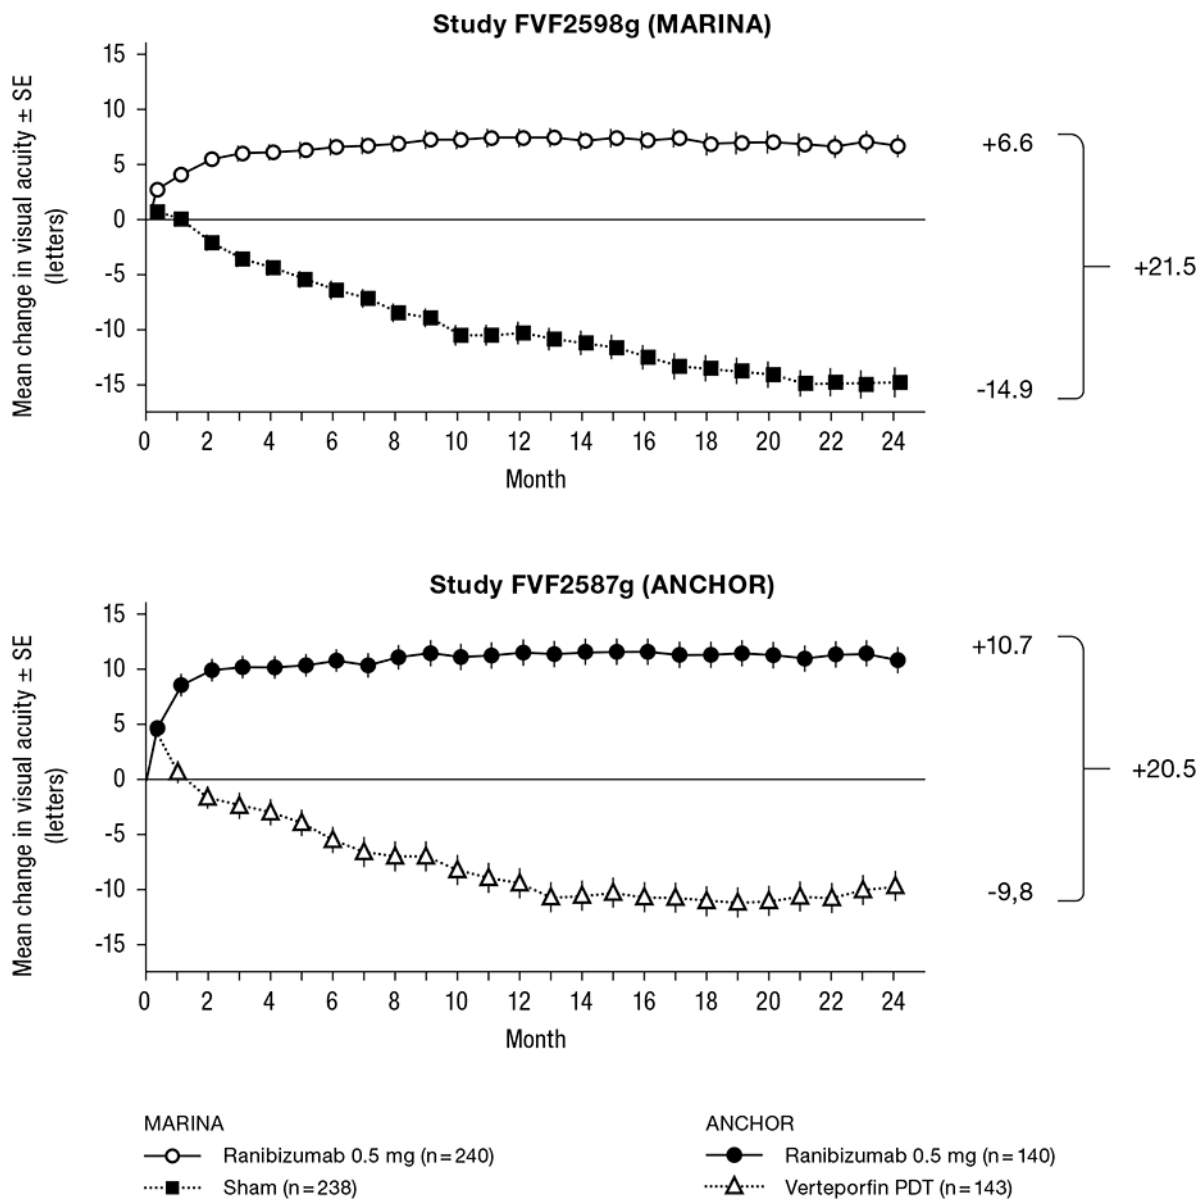 Study FVF2598g (MARINA)
Mean change in visual acuity ± SE
(letters)
15
10
5
0
-5
-10
-15
0 2 4 6 8 10 12 14 16 18 20 22 24
Month
+6.6
+21.5
-14.9
Study FVF2587g (ANCHOR)
Mean change in visual acuity ± SE
(letters)
15
10
5
0
-5
-10
-15
0 2 4 6 8 10 12 14 16 18 20 22 24
Month
+10.7
+20.5
-9,8
MARINA
Ranibizumab 0.5 mg (n=240)
Sham (n=238)
ANCHOR
Ranibizumab 0.5 mg (n=140)
Verteporfin PDT (n=143)